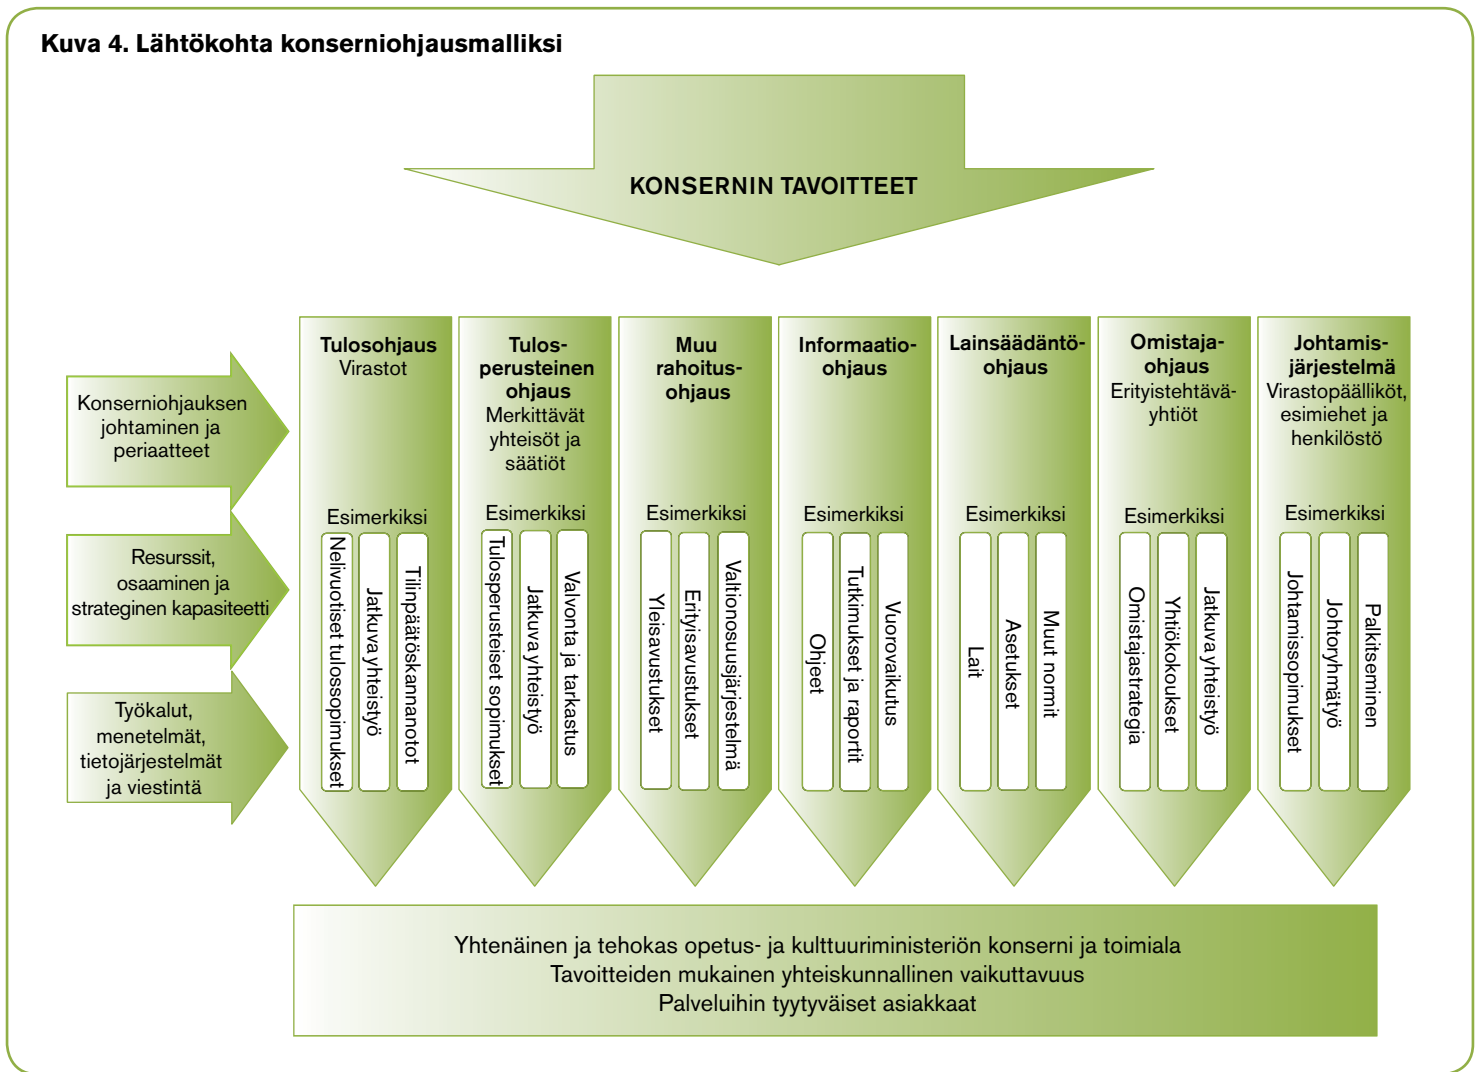 Kuva 4. Lähtökohta konserniohjausmalliksi
KONSERNIN TAVOITTEET
Konserniohjauksen
johtaminen ja
periaatteet
Resurssit,
osaaminen ja
strateginen kapasiteetti
Työkalut,
menetelmät,
tietojärjestelmät
ja viestintä
Tulosohjaus
Virastot
Esimerkiksi
Nelivuotiset tulossopimukset
Jatkuva yhteistyö
Tilinpäätöskannanotot
Tulos-
perusteinen
ohjaus
Merkittävät
yhteisöt ja
säätiöt
Esimerkiksi
Tulosperusteiset sopimukset
Jatkuva yhteistyö
Valvonta ja tarkastus
Muu
rahoitus-
ohjaus
Esimerkiksi
Yleisavustukset
Erityisavustukset
Valtionosuusjärjestelmä
Informaatio-
ohjaus
Esimerkiksi
Ohjeet
Tutkimukset ja raportit
Vuorovaikutus
Lainsäädäntö-
ohjaus
Esimerkiksi
Lait
Asetukset
Muut normit
Omistaja-
ohjaus
Erityistehtävä-
yhtiöt
Esimerkiksi
Omistajastrategia
Yhtiökokoukset
Jatkuva yhteistyö
Johtamis-
järjestelmä
Virastopäälliköt,
esimiehet ja
henkilöstö
Esimerkiksi
Johtamissopimukset
Johtoryhmätyö
Palkitseminen
Yhtenäinen ja tehokas opetus- ja kulttuuriministeriön konserni ja toimiala
Tavoitteiden mukainen yhteiskunnallinen vaikuttavuus
Palveluihin tyytyväiset asiakkaat